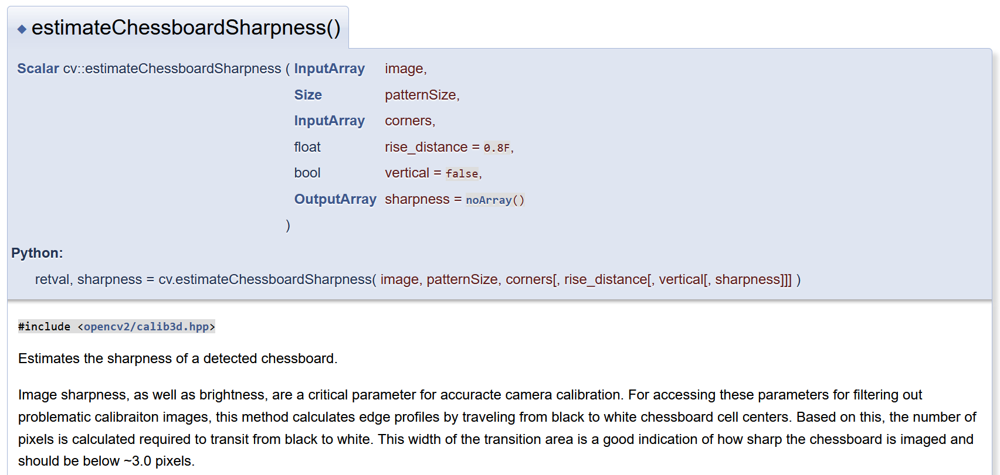 estimateChessboardSharpness()
Scalar cv::estimateChessboardSharpness ( InputArray image,
Size patternSize,
InputArray corners,
float rise_distance = 0.8F,
bool vertical = false,
OutputArray sharpness = noArray()
)
Python:
retval, sharpness = cv.estimateChessboardSharpness( image, patternSize, corners[, rise_distance[, vertical[, sharpness]]] )
#include <opencv2/calib3d.hpp>
Estimates the sharpness of a detected chessboard.
Image sharpness, as well as brightness, are a critical parameter for accuracte camera calibration. For accessing these parameters for filtering out
problematic calibraiton images, this method calculates edge profiles by traveling from black to white chessboard cell centers. Based on this, the number of
pixels is calculated required to transit from black to white. This width of the transition area is a good indication of how sharp the chessboard is imaged and
should be below ~3.0 pixels.